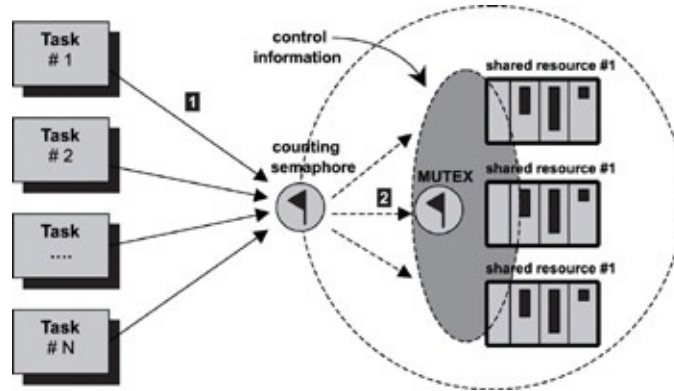 Task
# 1
Task
# 2
Task
....
Task
# N
1
counting
semaphore
control
information
2
MUTEX
shared resource #1
shared resource #1
shared resource #1